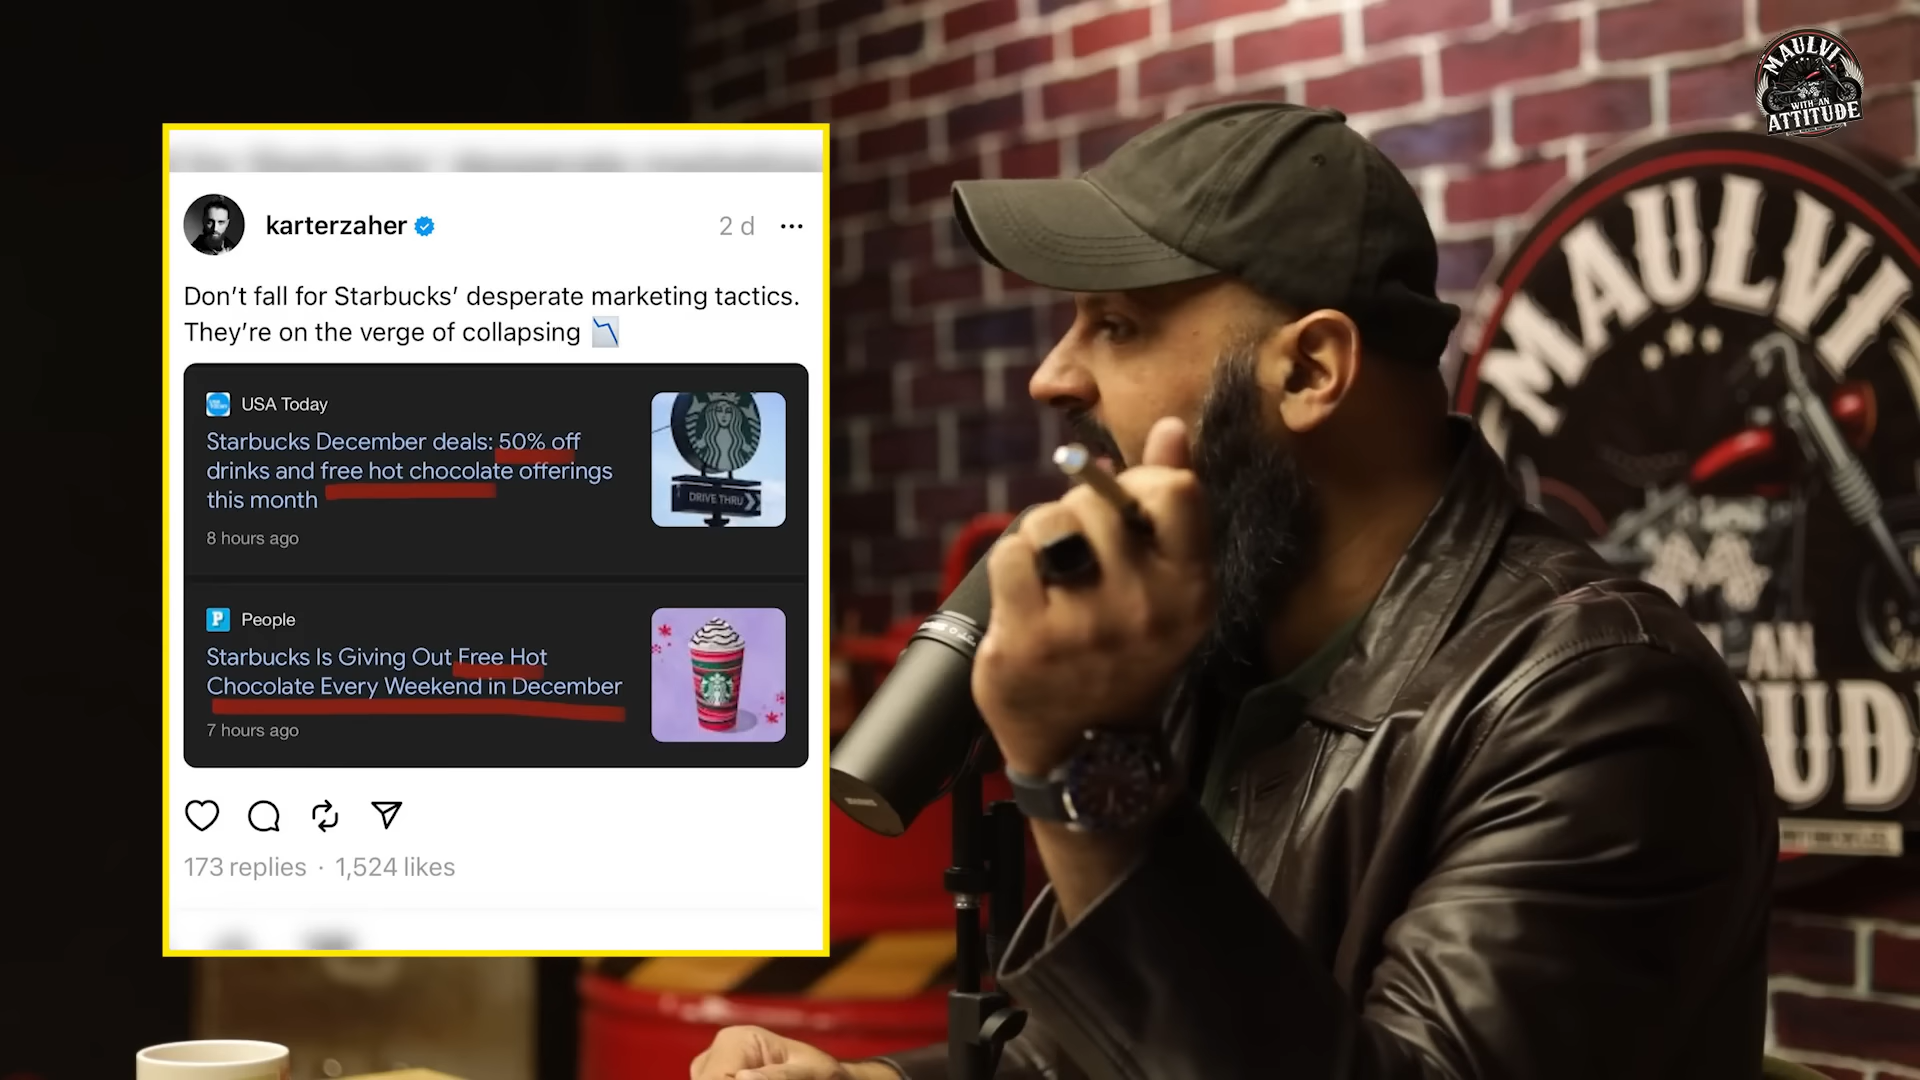 karterzaher
2 d
Don't fall for Starbucks' desperate marketing tactics.
They're on the verge of collapsing
USA Today
Starbucks December deals: 50% off
drinks and free hot chocolate offerings
this month
8 hours ago
DRIVE THRU
People
Starbucks Is Giving Out Free Hot
Chocolate Every Weekend in December
7 hours ago
173 replies · 1,524 likes
MAULVI
WITH AN
ATTITUDE
MAULVI
AN
UD